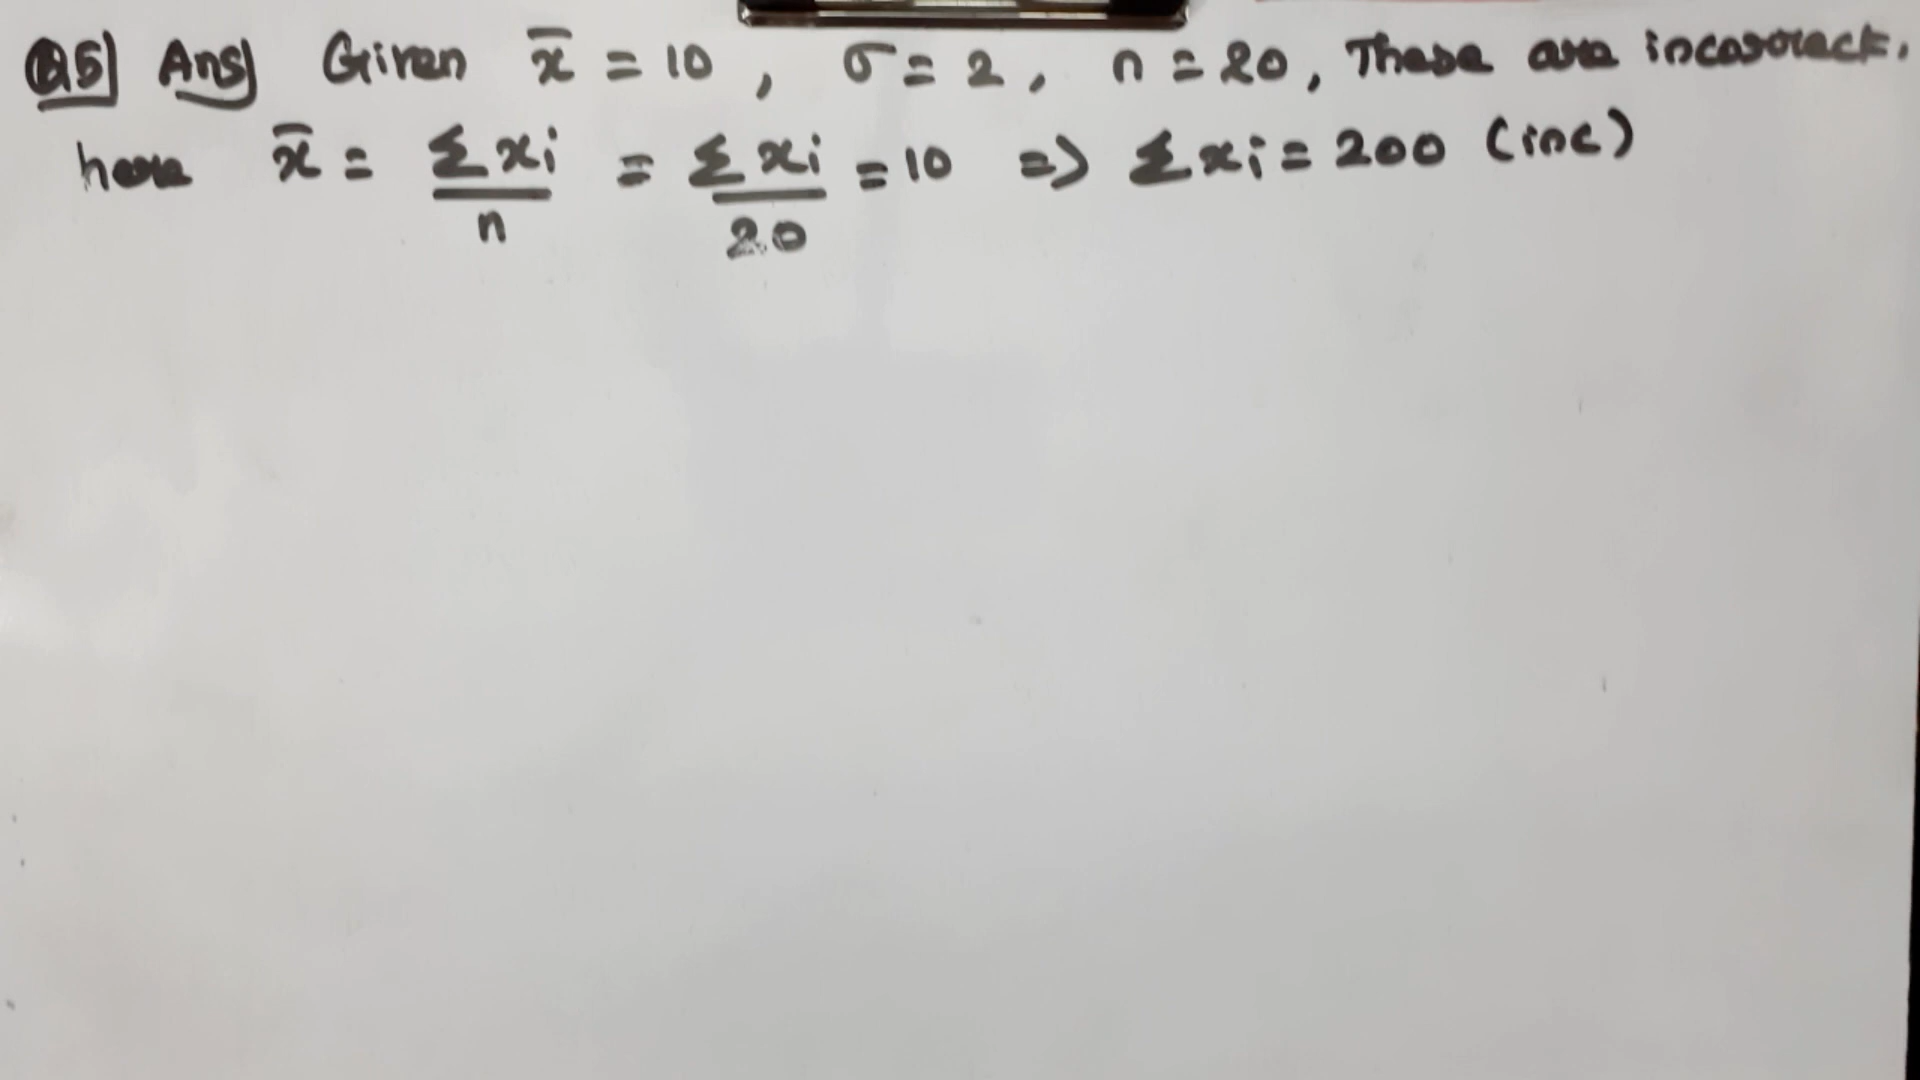 Q5] Ans] Given x̄ = 10 , σ = 2 , n = 20 , These are incorrect.
here x̄ = Σxi/n = Σxi/20 = 10 => Σxi = 200 (inc)